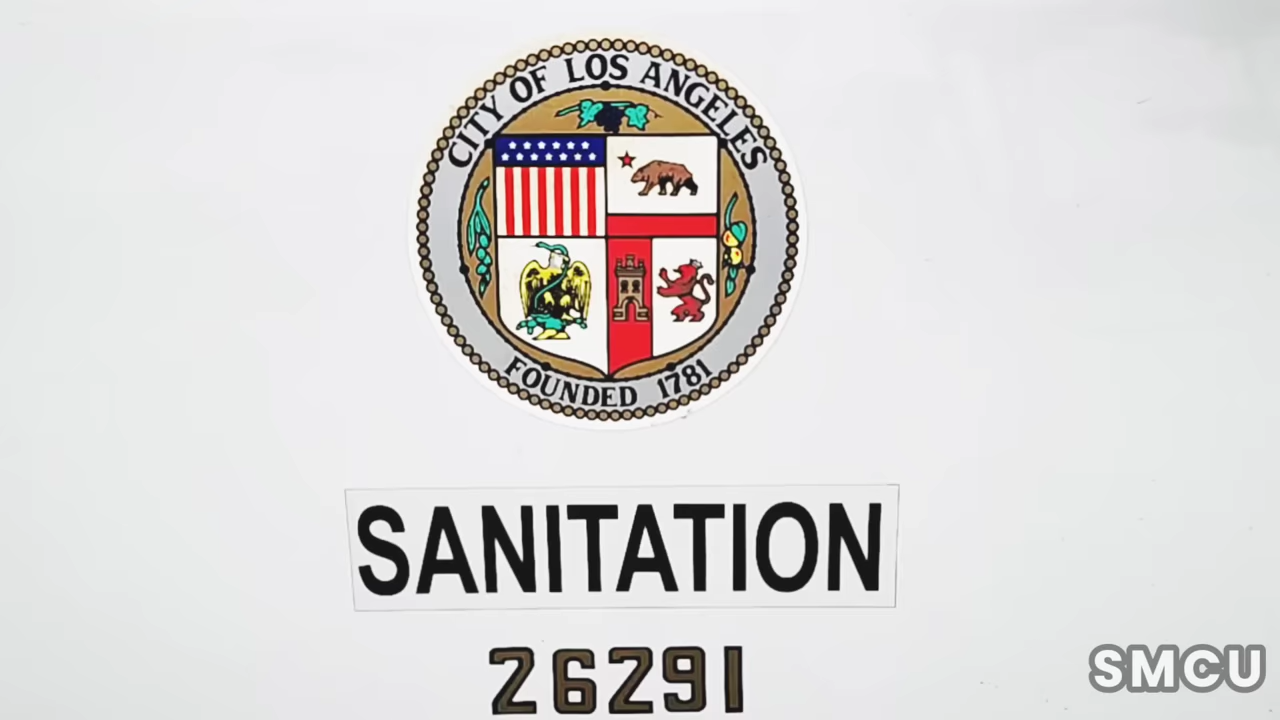 CITY OF LOS ANGELES
FOUNDED 1781
SANITATION
26291
SMCU